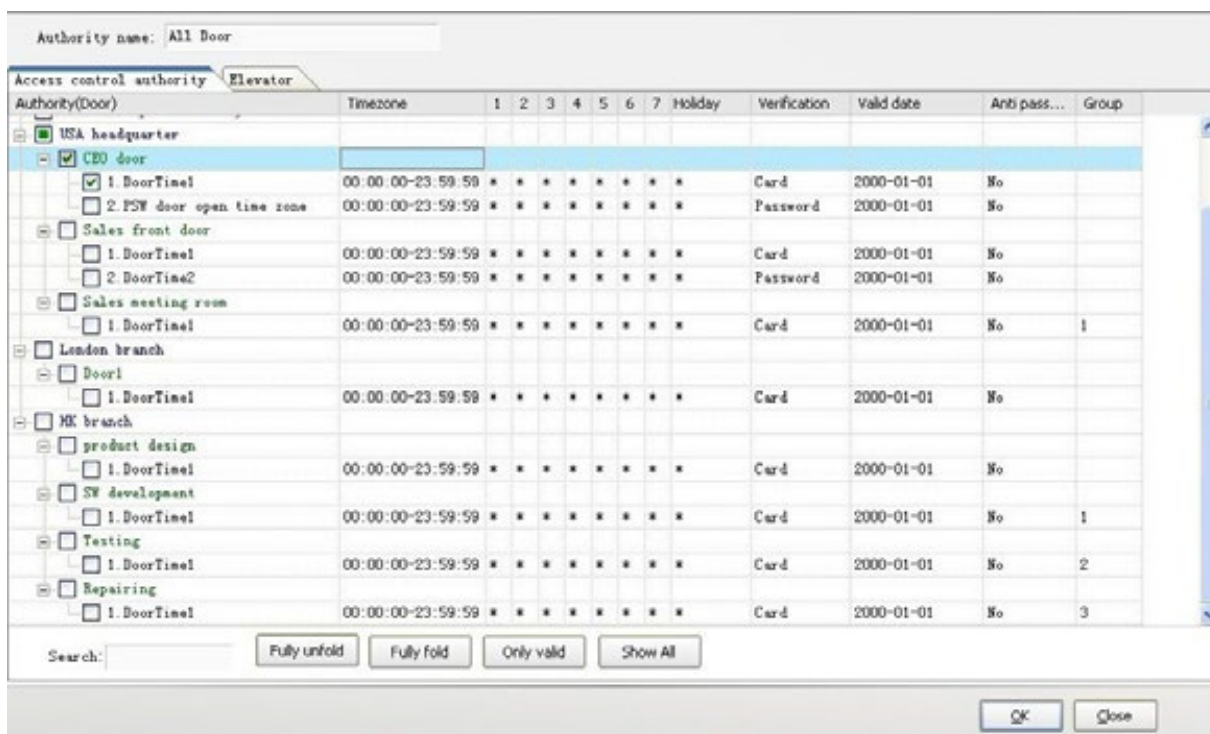 Authority name: All Door
Access control authority Elevator
Authority(Door) Timezone 1 2 3 4 5 6 7 Holiday Verification Valid date Anti pass... Group
USA headquarter
CEO door
1.DoorTime1 00:00:00-23:59:59 * * * * * * * * Card 2000-01-01 No
2.PSW door open time zone 00:00:00-23:59:59 * * * * * * * * Password 2000-01-01 No
Sales front door
1.DoorTime1 00:00:00-23:59:59 * * * * * * * * Card 2000-01-01 No
2.DoorTime2 00:00:00-23:59:59 * * * * * * * * Password 2000-01-01 No
Sales meeting room
1.DoorTime1 00:00:00-23:59:59 * * * * * * * * Card 2000-01-01 No 1
London branch
Door1
1.DoorTime1 00:00:00-23:59:59 * * * * * * * * Card 2000-01-01 No
MK branch
product design
1.DoorTime1 00:00:00-23:59:59 * * * * * * * * Card 2000-01-01 No
SW development
1.DoorTime1 00:00:00-23:59:59 * * * * * * * * Card 2000-01-01 No 1
Testing
1.DoorTime1 00:00:00-23:59:59 * * * * * * * * Card 2000-01-01 No 2
Repairing
1.DoorTime1 00:00:00-23:59:59 * * * * * * * * Card 2000-01-01 No 3
Search: Fully unfold Fully fold Only valid Show All
OK Close